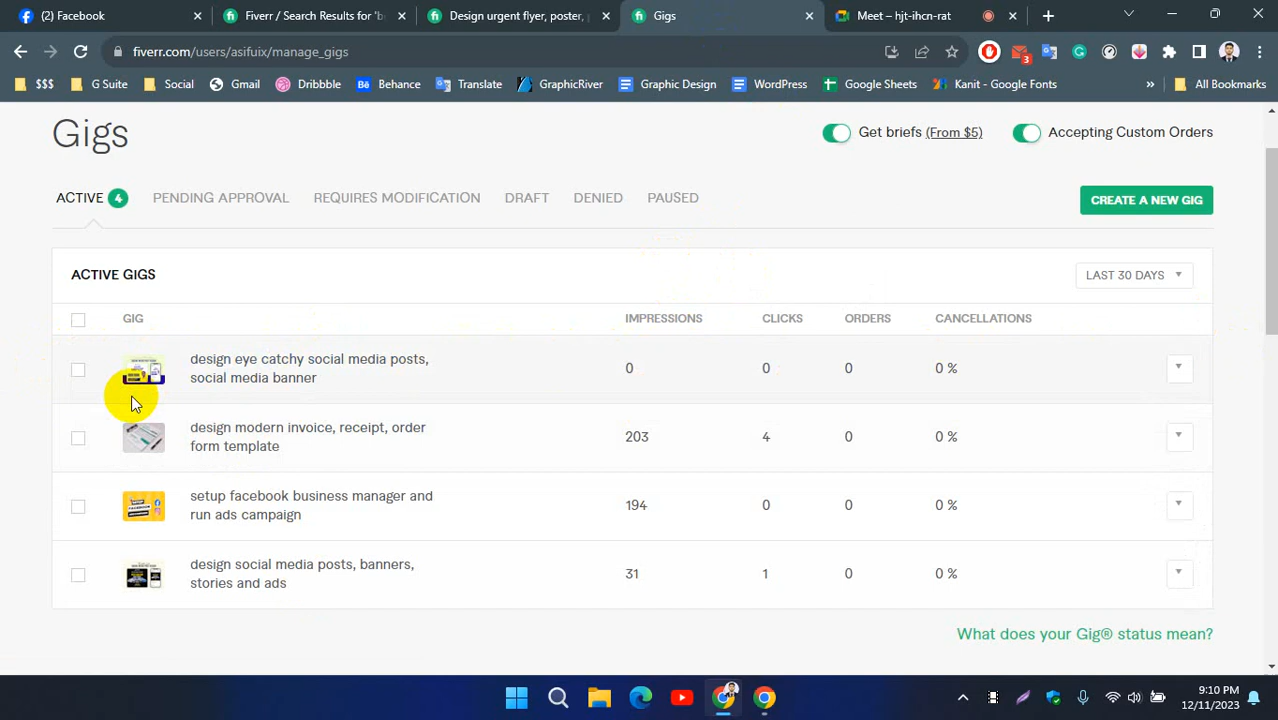 Facebook
Fiverr / Search Results for 'b
Design urgent flyer, poster,
Gigs
Meet – hjt-ihcn-rat
fiverr.com/users/asifuix/manage_gigs
3
$$$
G Suite
Social
Gmail
Dribbble
Behance
Translate
GraphicRiver
Graphic Design
WordPress
Google Sheets
Kanit - Google Fonts
»
All Bookmarks
Gigs
Get briefs (From $5)
Accepting Custom Orders
ACTIVE 4
PENDING APPROVAL
REQUIRES MODIFICATION
DRAFT
DENIED
PAUSED
CREATE A NEW GIG
ACTIVE GIGS
LAST 30 DAYS
GIG IMPRESSIONS CLICKS ORDERS CANCELLATIONS
design eye catchy social media posts,
social media banner
0 0 0 0 %
design modern invoice, receipt, order
form template
203 4 0 0 %
setup facebook business manager and
run ads campaign
194 0 0 0 %
design social media posts, banners,
stories and ads
31 1 0 0 %
What does your Gig® status mean?
9:10 PM
12/11/2023